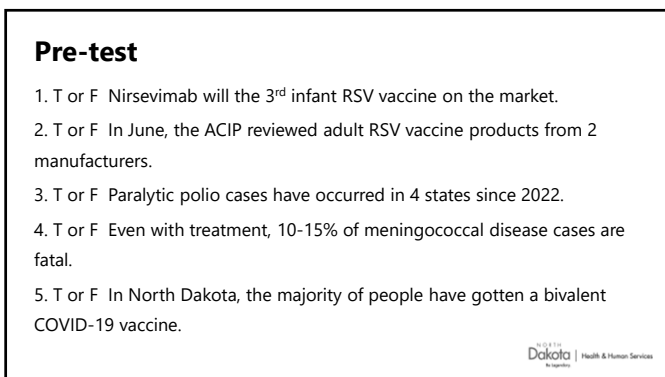 Pre-test
1. T or F Nirsevimab will the 3rd infant RSV vaccine on the market.
2. T or F In June, the ACIP reviewed adult RSV vaccine products from 2
manufacturers.
3. T or F Paralytic polio cases have occurred in 4 states since 2022.
4. T or F Even with treatment, 10-15% of meningococcal disease cases are
fatal.
5. T or F In North Dakota, the majority of people have gotten a bivalent
COVID-19 vaccine.
NORTH
Dakota | Health & Human Services
Be Legendary